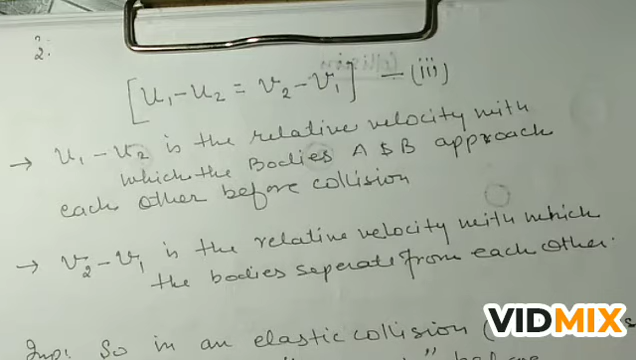 2.
[u₁-u₂ = v₂-v₁] — (iii)
→ u₁-u₂ is the relative velocity with
which the Bodies A & B approach
each other before collision
→ v₂-v₁ is the relative velocity with which
the bodies seperate from each other.
Imp! So in an elastic collision (
VIDMIX